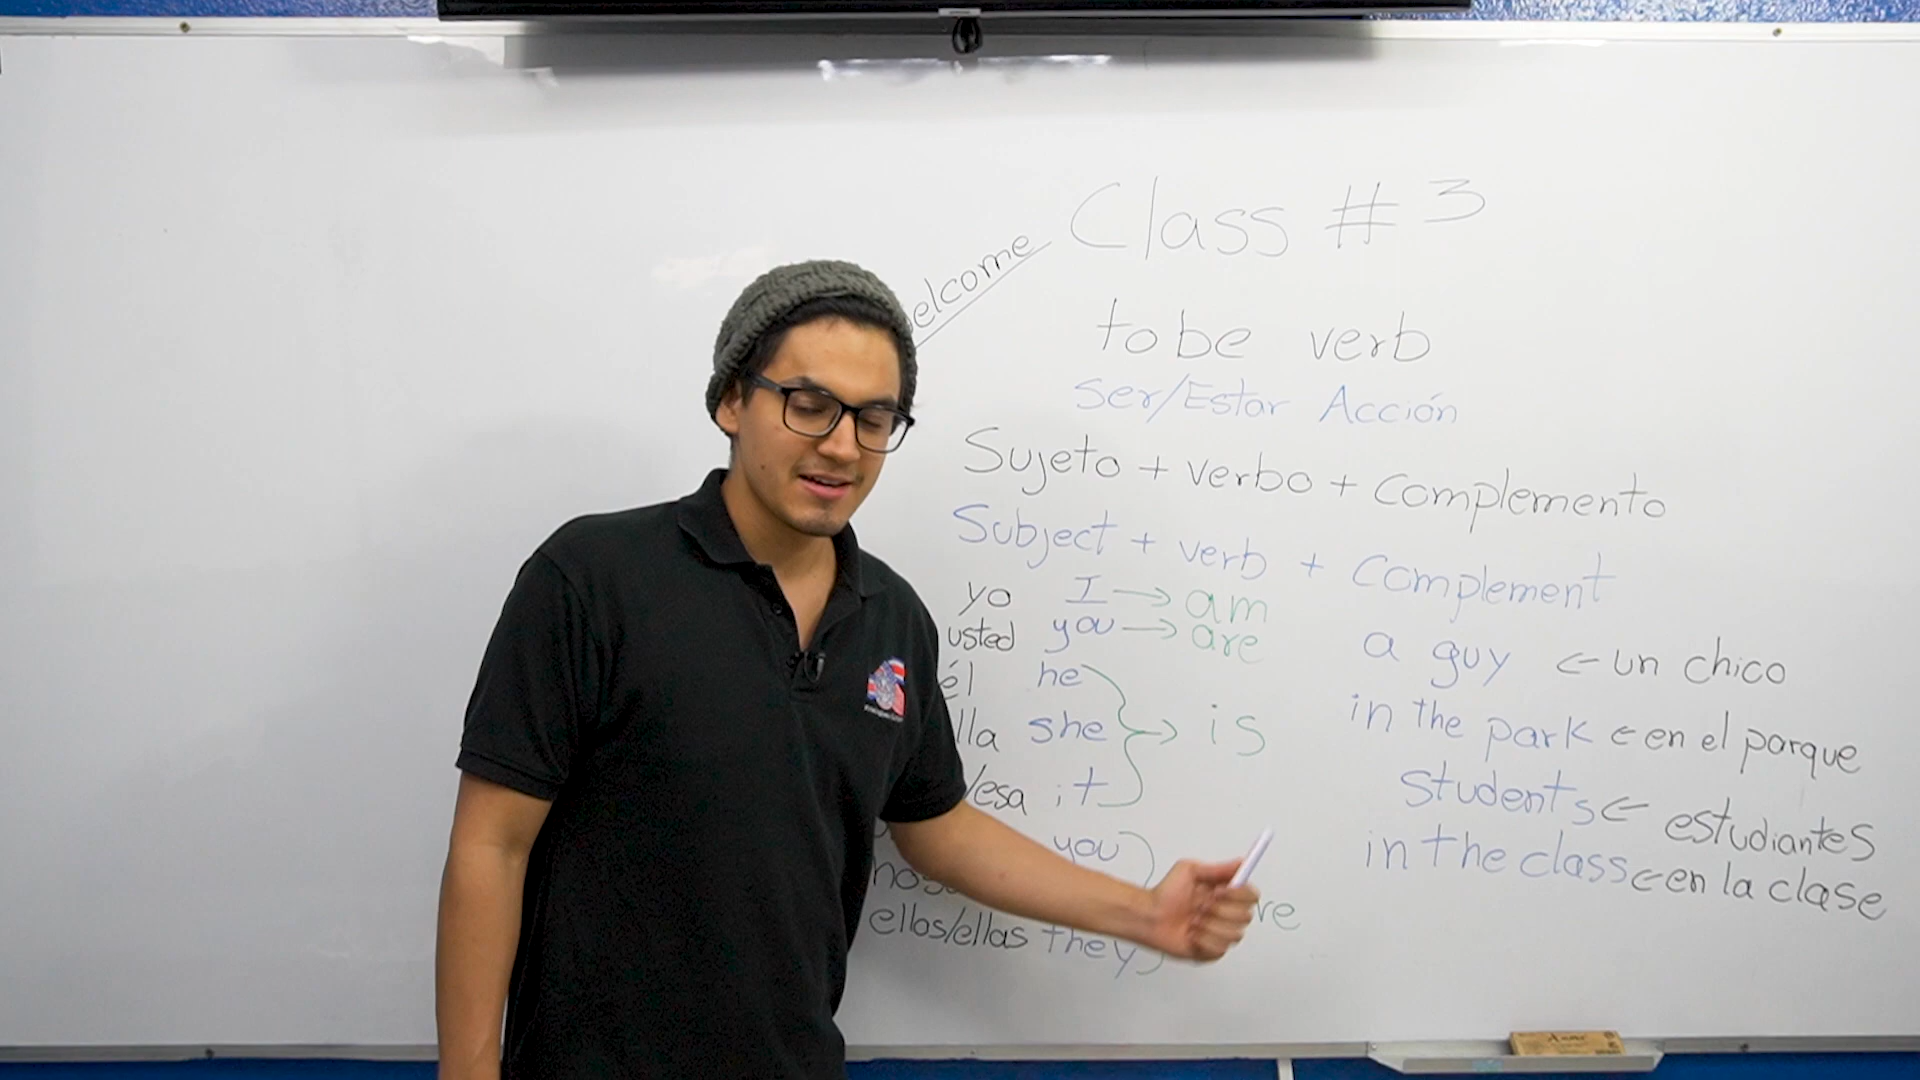 Class # 3
Welcome
to be verb
Ser/Estar Acción
Sujeto + verbo + complemento
Subject + verb + complement
yo I → am
usted you → are
él he
she → is
/esa it
you
ellos/ellas they
a guy ← un chico
in the park ← en el parque
students ← estudiantes
in the class ← en la clase